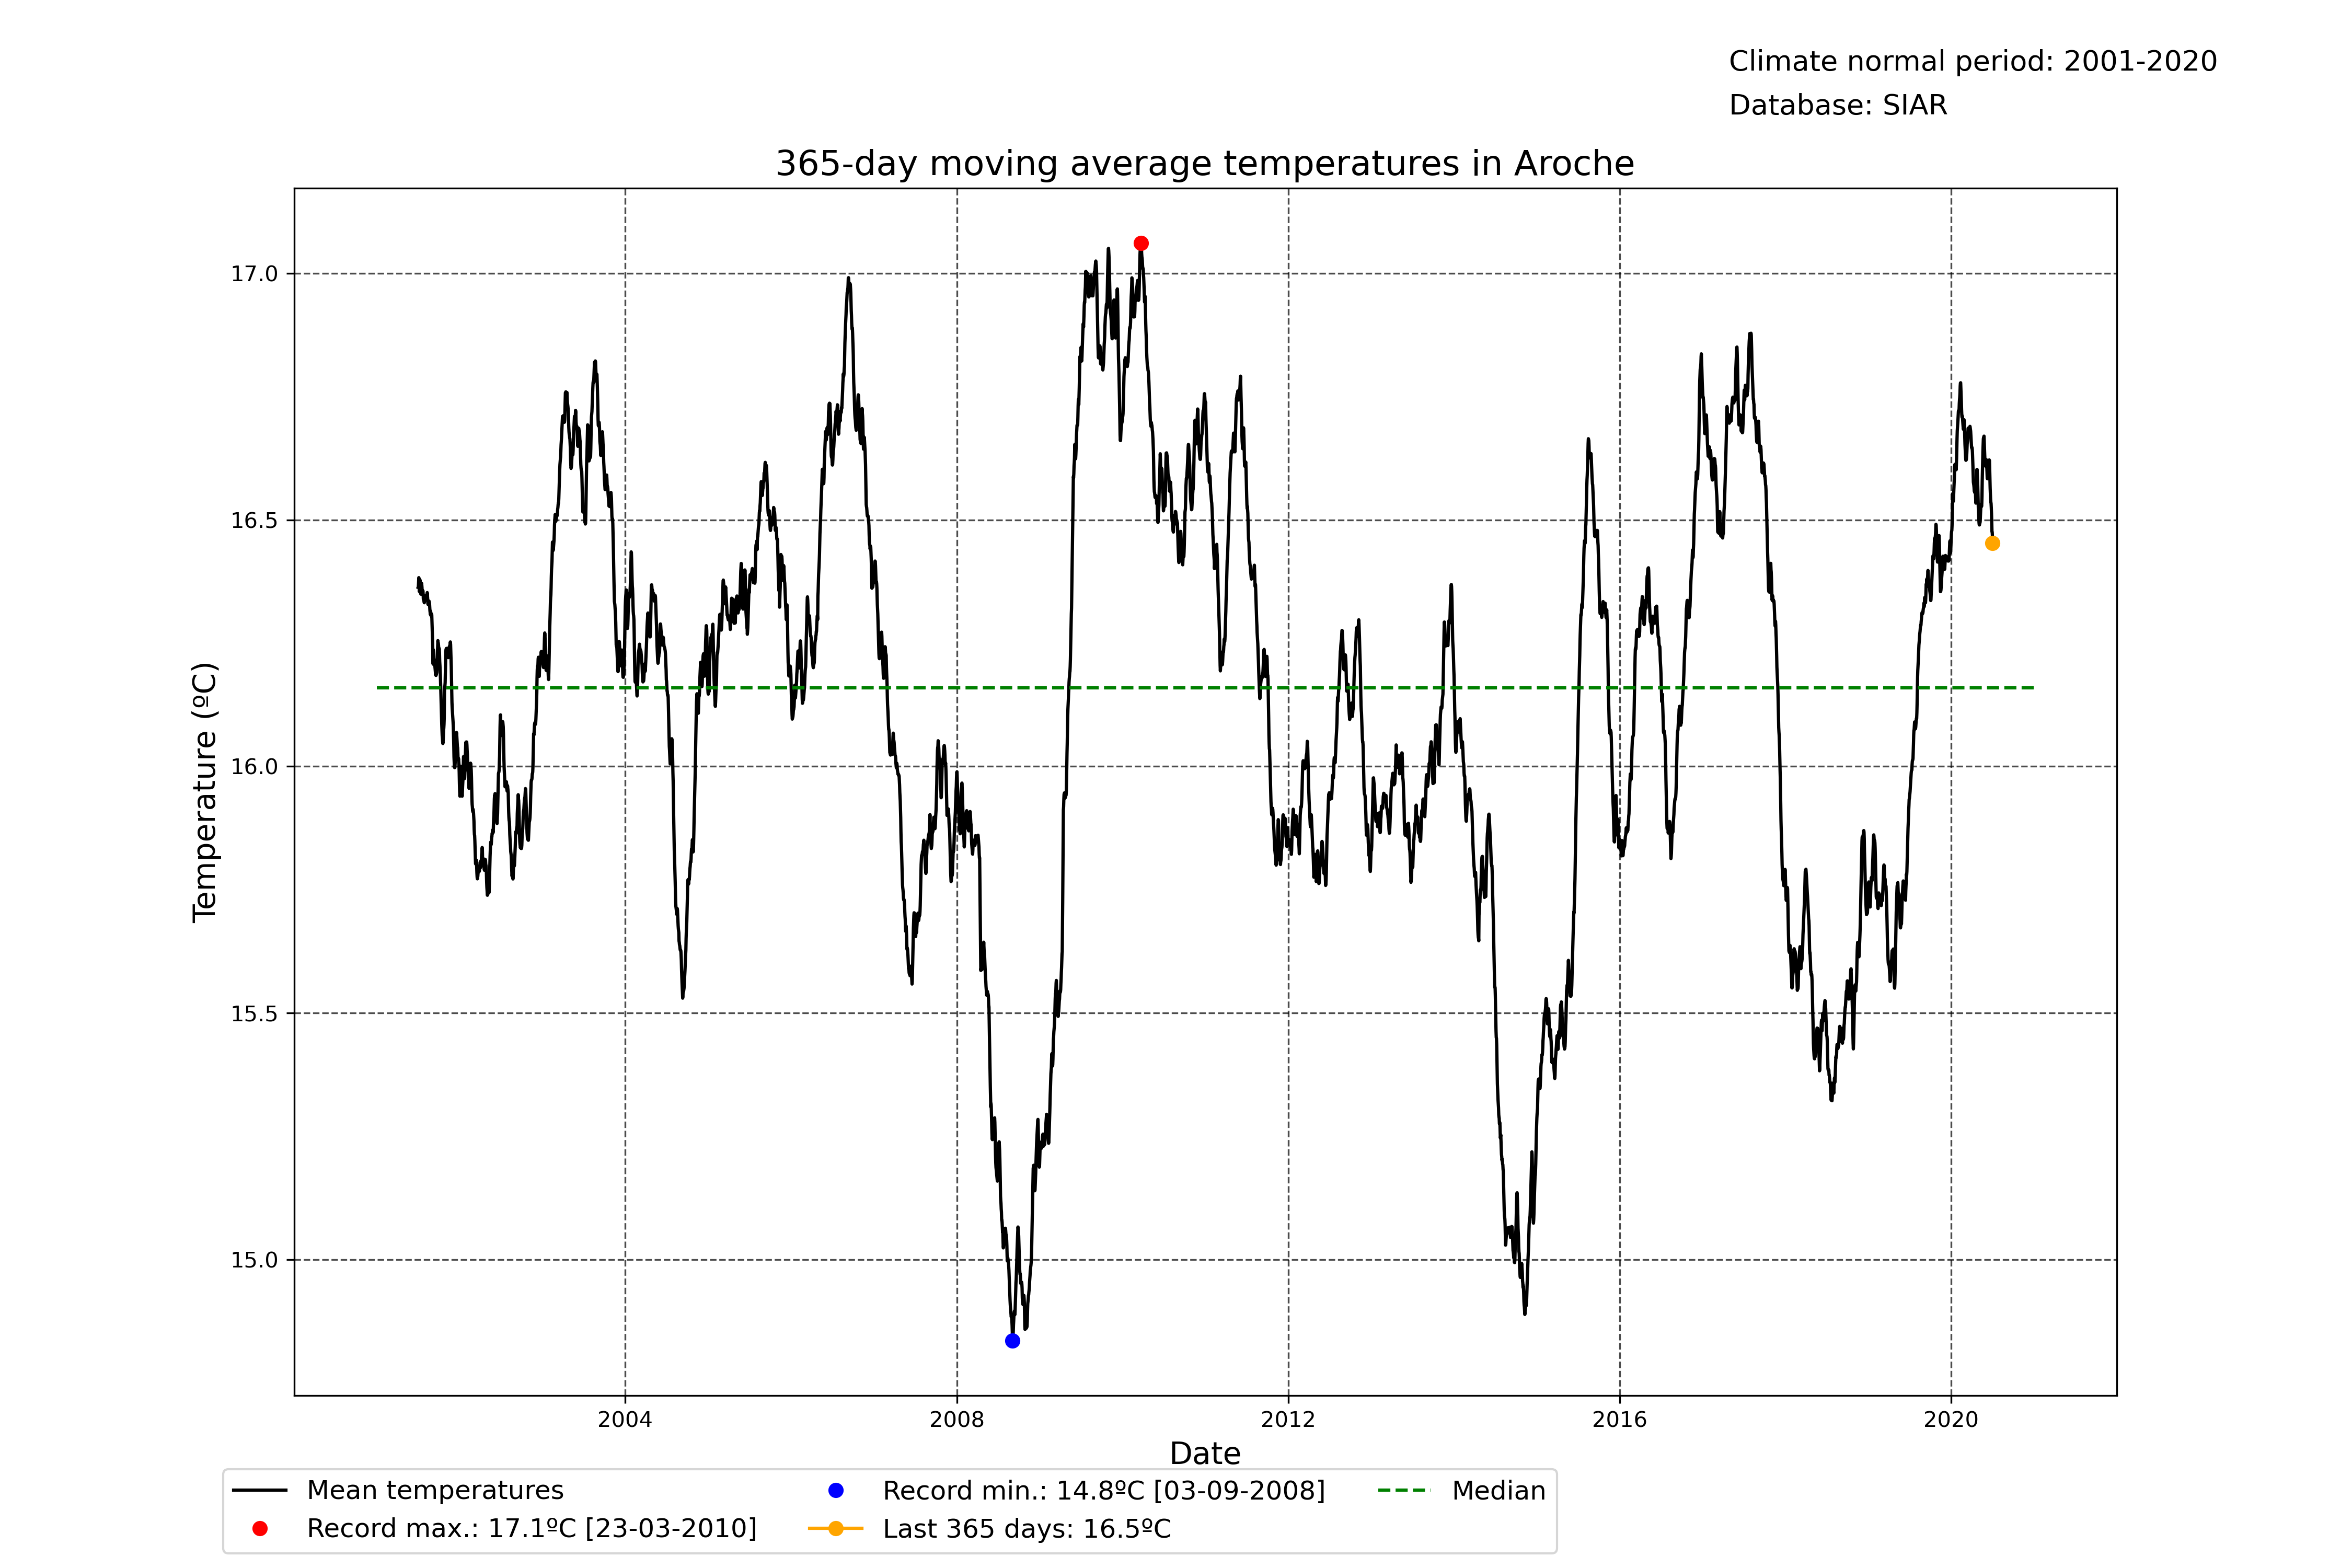 Climate normal period: 2001-2020
Database: SIAR
365-day moving average temperatures in Aroche
17.0
16.5
16.0
15.5
15.0
Temperature (ºC)
2004 2008 2012 2016 2020
Date
Mean temperatures
Record max.: 17.1ºC [23-03-2010]
Record min.: 14.8ºC [03-09-2008]
Last 365 days: 16.5ºC
Median